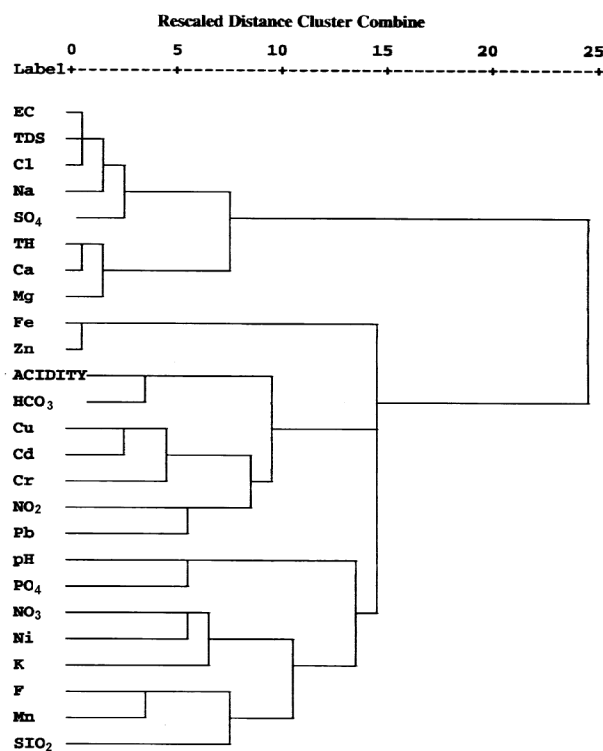 Rescaled Distance Cluster Combine
0 5 10 15 20 25
Label+---------+---------+---------+---------+---------+
EC
TDS
Cl
Na
SO₄
TH
Ca
Mg
Fe
Zn
ACIDITY
HCO₃
Cu
Cd
Cr
NO₂
Pb
pH
PO₄
NO₃
Ni
K
F
Mn
SIO₂